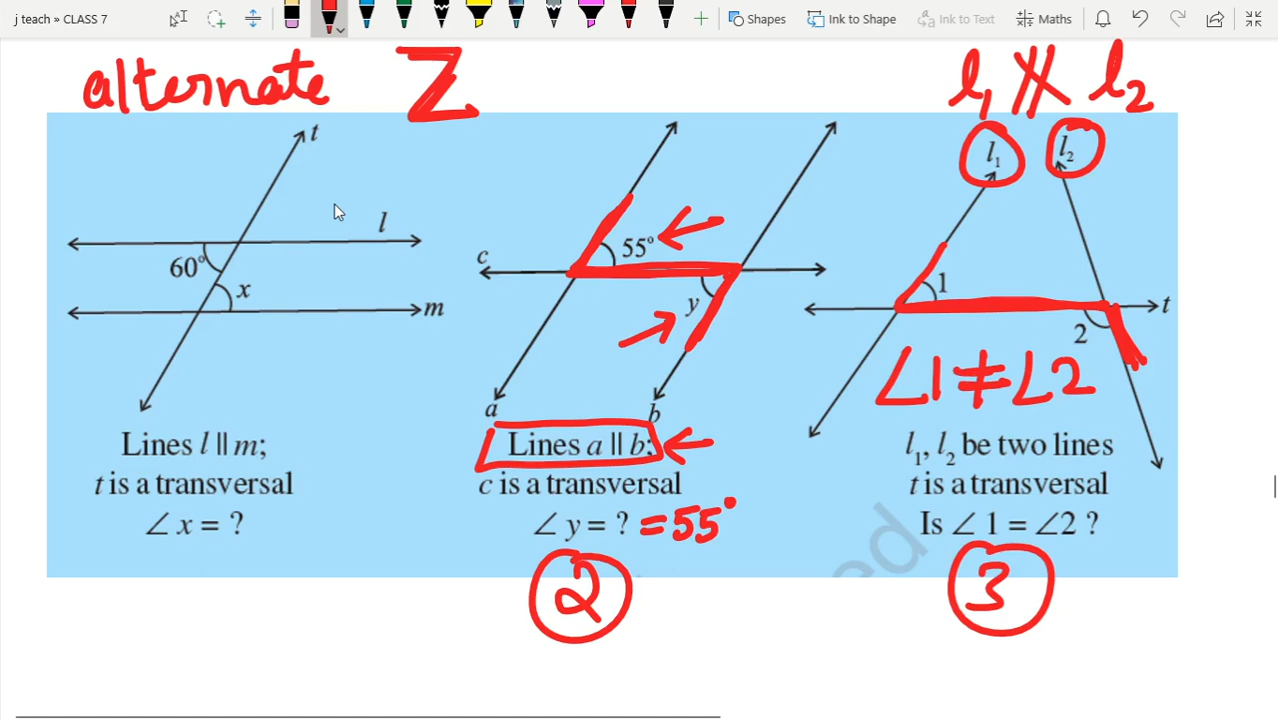 j teach » CLASS 7
Shapes Ink to Shape Ink to Text Maths
alternate Z l₁ ∦ l₂
t
l
60°
x
m
c
55°
y
a
b
l₁ l₂
1
t
2
∠1 ≠ ∠2
Lines l || m;
t is a transversal
∠ x = ?
Lines a || b;
c is a transversal
∠ y = ? = 55°
2
l₁, l₂ be two lines
t is a transversal
Is ∠ 1 = ∠2 ?
3